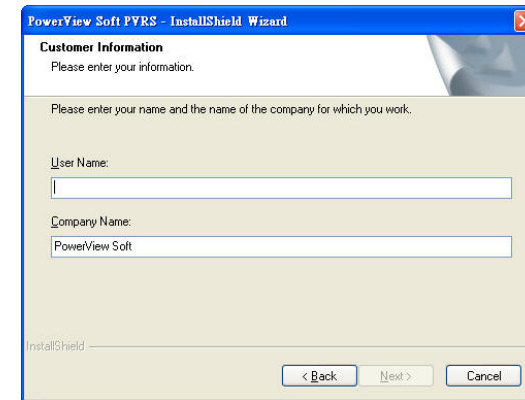 PowerView Soft PVRS - InstallShield Wizard
Customer Information
Please enter your information.
Please enter your name and the name of the company for which you work.
User Name:
Company Name:
PowerView Soft
InstallShield
< Back Next > Cancel